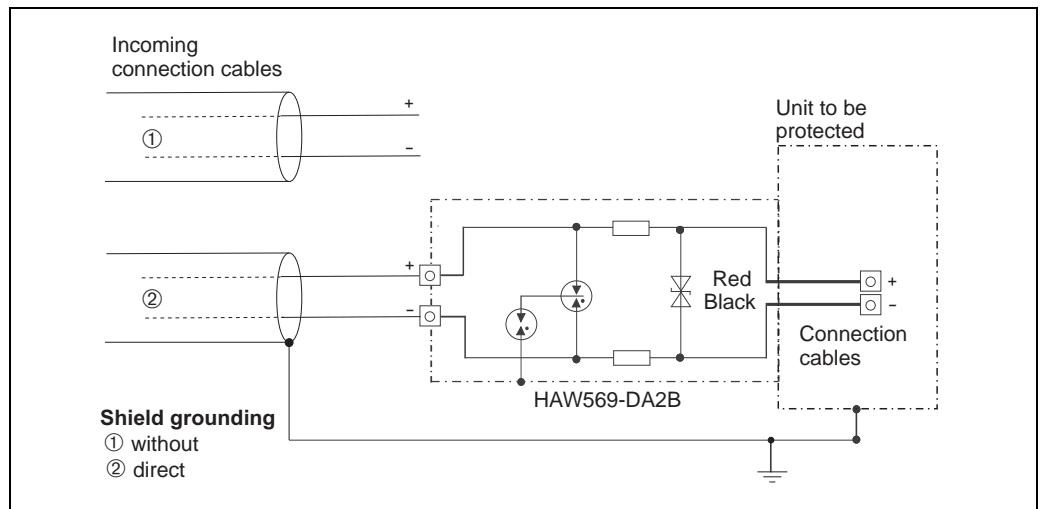 Incoming
connection cables
+
①
−
Unit to be
protected
+
②
−
Red
Black
+
−
Connection
cables
HAW569-DA2B
Shield grounding
① without
② direct